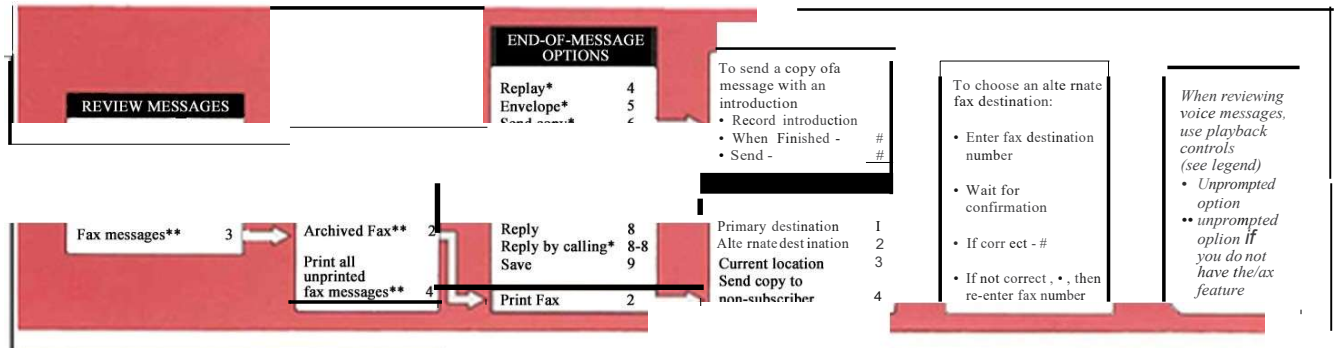 REVIEW MESSAGES
Fax messages** 3
Archived Fax** 2
Print all
unprinted
fax messages** 4
END-OF-MESSAGE
OPTIONS
Replay* 4
Envelope* 5
Send copy* 6
Reply 8
Reply by calling* 8-8
Save 9
Print Fax 2
To send a copy ofa
message with an
introduction
• Record introduction
• When Finished - #
• Send - #
Primary destination I
Alte rnate dest ination 2
Current location 3
Send copy to
non-subscriber 4
To choose an alte rnate
fax destination:
• Enter fax destination
number
• Wait for
confirmation
• If corr ect - #
• If not correct , • , then
re-enter fax number
When reviewing
voice messages,
use playback
controls
(see legend)
• Unprompted
option
•• unprompted
oplion if
you do not
have the/ax
feature